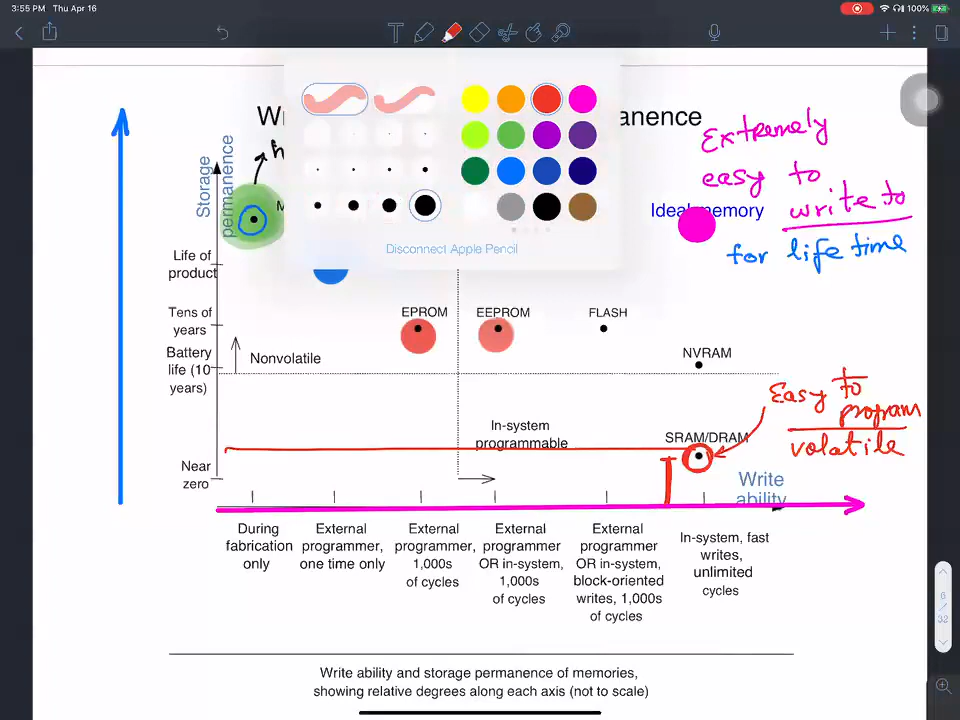 3:55 PM Thu Apr 16
100%
anence
Extremely
easy to
write to
for life time
Storage
permanence
Ideal memory
Disconnect Apple Pencil
Life of
product
Tens of
years
EPROM
EEPROM
FLASH
Battery
life (10
years)
Nonvolatile
NVRAM
Easy to
program
volatile
In-system
programmable
SRAM/DRAM
Near
zero
Write
ability
During
fabrication
only
External
programmer,
one time only
External
programmer,
1,000s
of cycles
External
programmer
OR in-system,
1,000s
of cycles
External
programmer
OR in-system,
block-oriented
writes, 1,000s
of cycles
In-system, fast
writes,
unlimited
cycles
6
/
32
Write ability and storage permanence of memories,
showing relative degrees along each axis (not to scale)